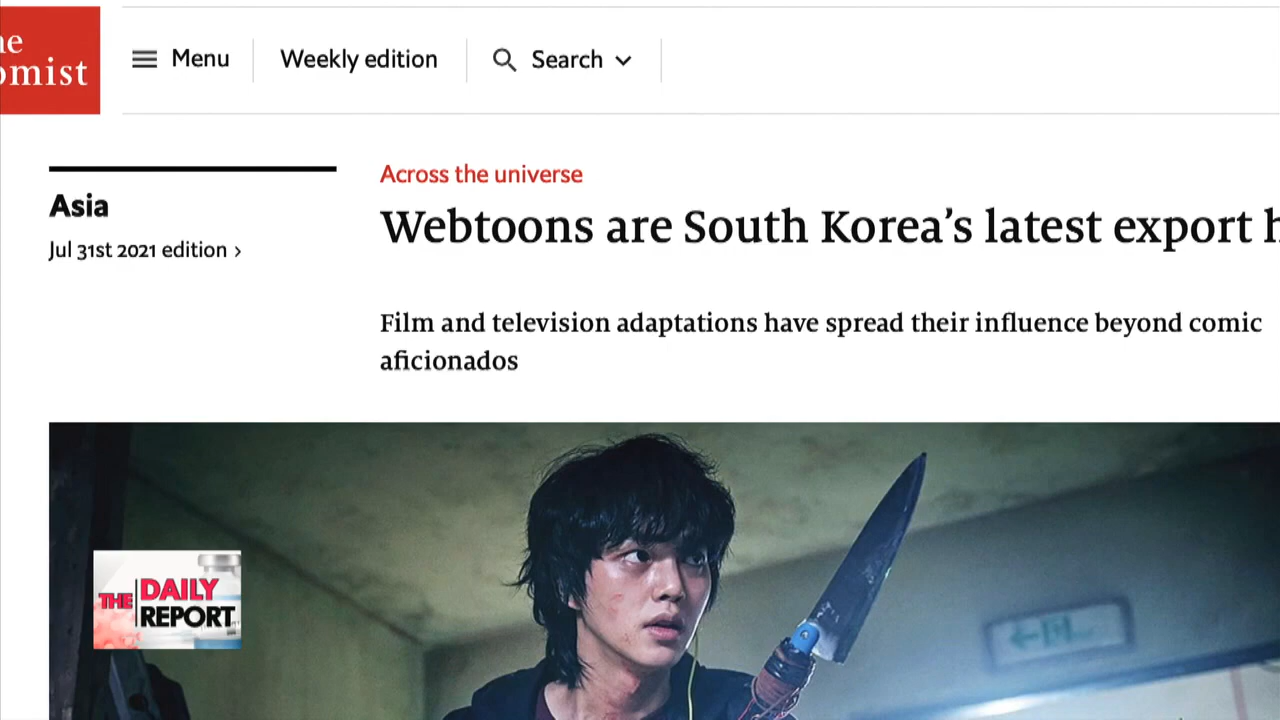 he
omist
Menu
Weekly edition
Search
Asia
Jul 31st 2021 edition
Across the universe
Webtoons are South Korea's latest export h
Film and television adaptations have spread their influence beyond comic
aficionados
THE DAILY
REPORT